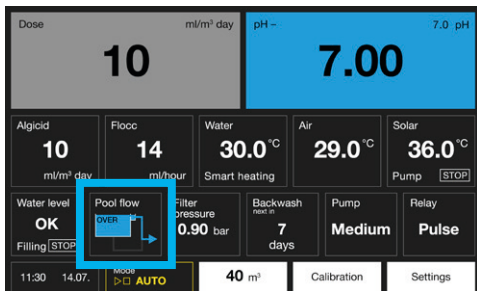 Dose ml/m³ day
10
pH – 7.0 pH
7.00
Algicid
10
ml/m³ day
Flocc
14
ml/hour
Water
30.0°C
Smart heating
Air
29.0°C
Solar
36.0°C
Pump STOP
Water level
OK
Filling STOP
Pool flow
OVER
Filter
pressure
0.90 bar
Backwash
next in
7
days
Pump
Medium
Relay
Pulse
11:30 14.07.
Mode
AUTO
40 m³
Calibration
Settings